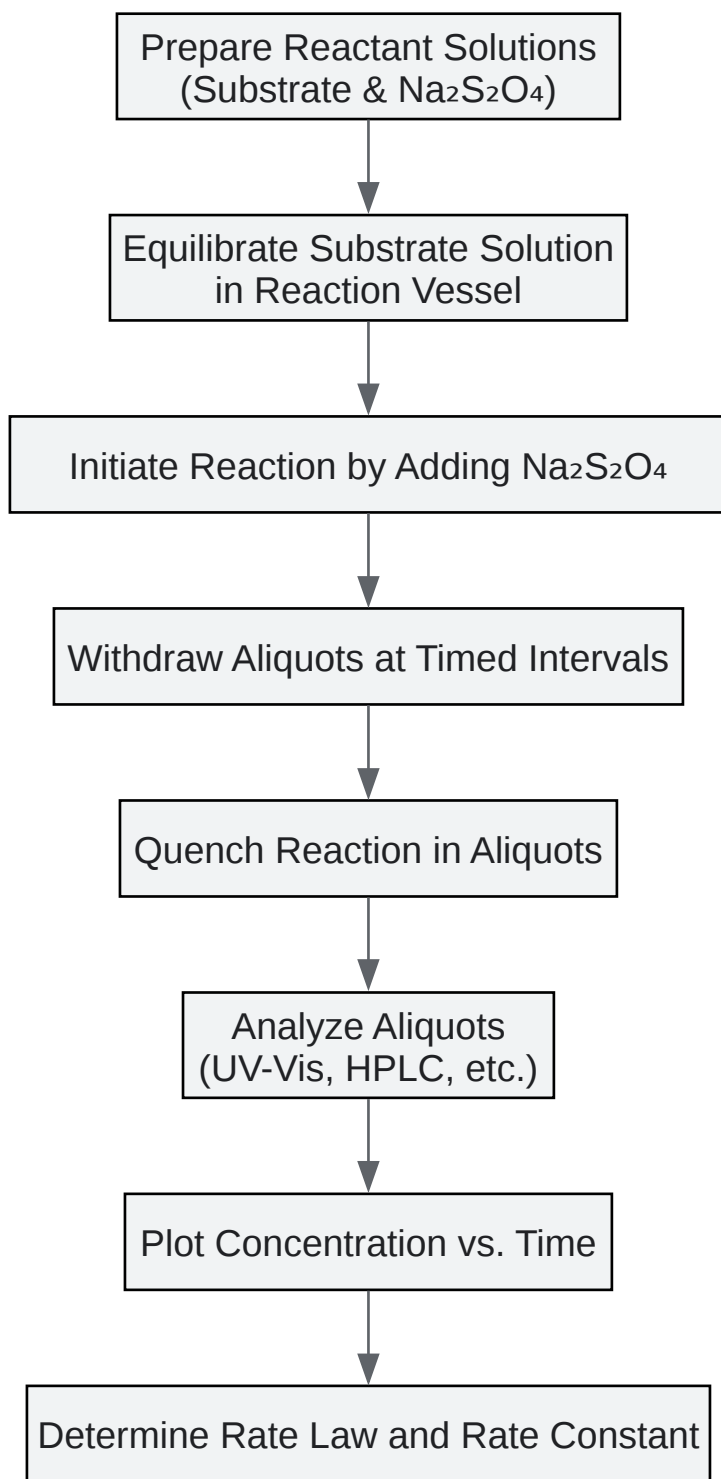 Prepare Reactant Solutions
(Substrate & Na₂S₂O₄)
Equilibrate Substrate Solution
in Reaction Vessel
Initiate Reaction by Adding Na₂S₂O₄
Withdraw Aliquots at Timed Intervals
Quench Reaction in Aliquots
Analyze Aliquots
(UV-Vis, HPLC, etc.)
Plot Concentration vs. Time
Determine Rate Law and Rate Constant